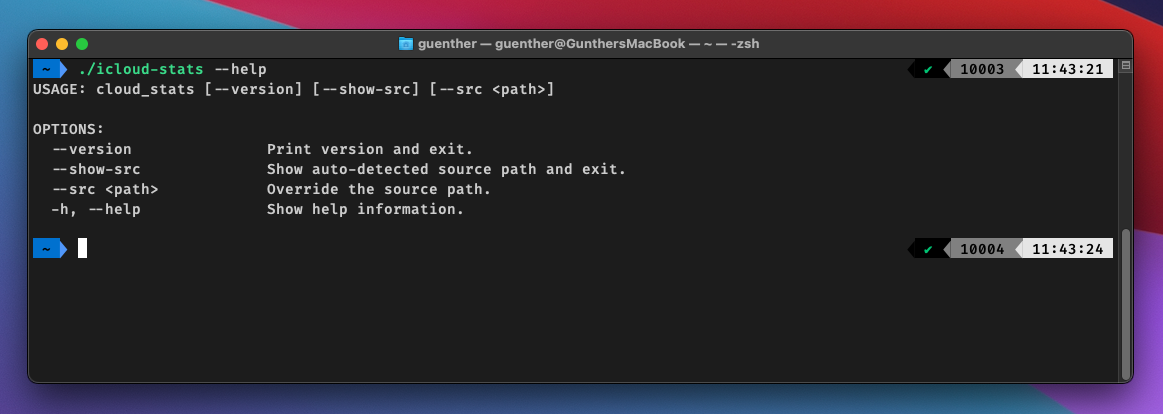 guenther — guenther@GunthersMacBook — ~ — -zsh
~ ./icloud-stats --help ✔ 10003 11:43:21
USAGE: cloud_stats [--version] [--show-src] [--src <path>]
OPTIONS:
--version Print version and exit.
--show-src Show auto-detected source path and exit.
--src <path> Override the source path.
-h, --help Show help information.
~ ✔ 10004 11:43:24